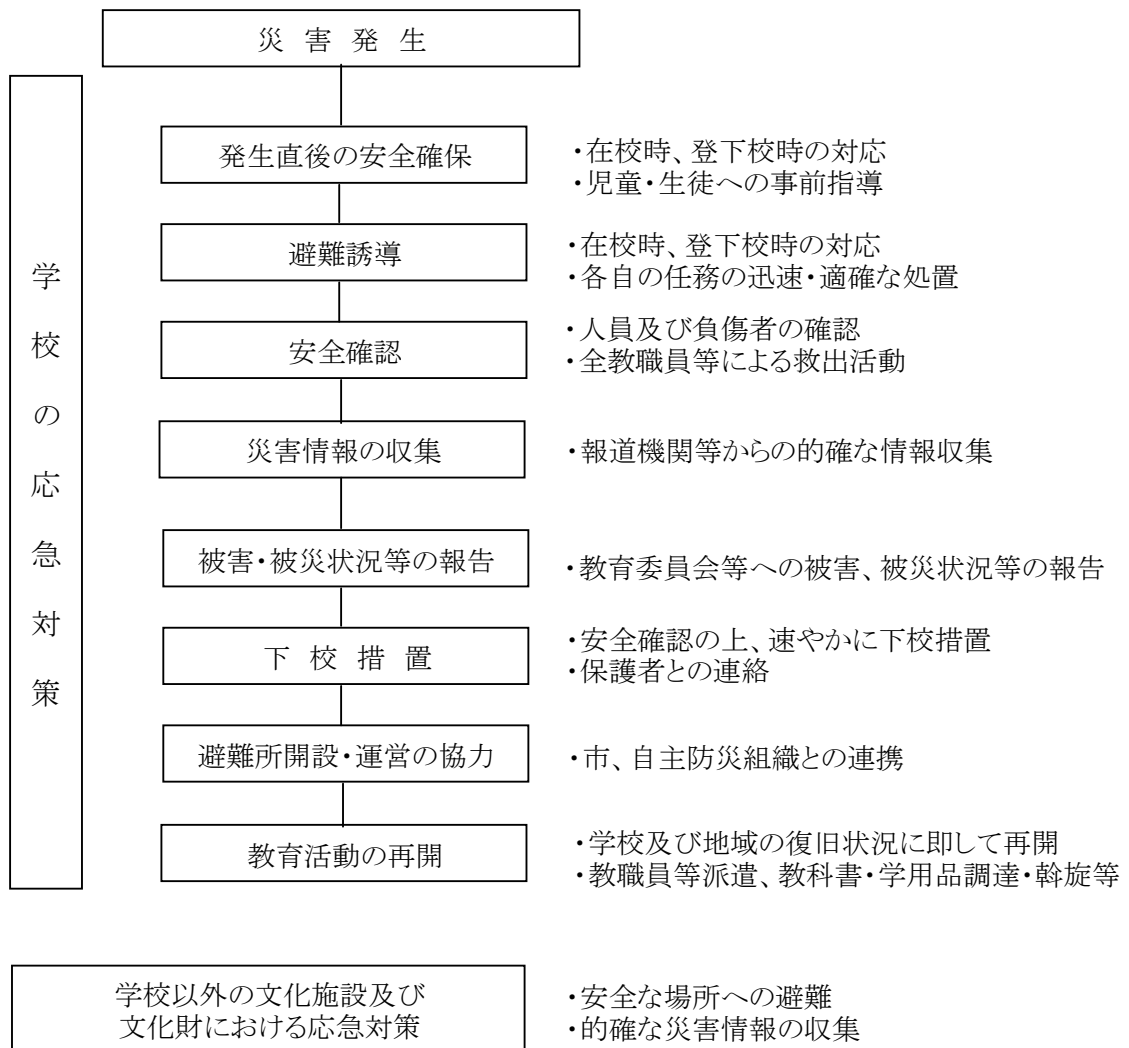 災 害 発 生
学校の応急対策
発生直後の安全確保
・在校時、登下校時の対応
・児童・生徒への事前指導
避難誘導
・在校時、登下校時の対応
・各自の任務の迅速・適確な処置
安全確認
・人員及び負傷者の確認
・全教職員等による救出活動
災害情報の収集
・報道機関等からの的確な情報収集
被害・被災状況等の報告
・教育委員会等への被害、被災状況等の報告
下 校 措 置
・安全確認の上、速やかに下校措置
・保護者との連絡
避難所開設・運営の協力
・市、自主防災組織との連携
教育活動の再開
・学校及び地域の復旧状況に即して再開
・教職員等派遣、教科書・学用品調達・斡旋等
学校以外の文化施設及び
文化財における応急対策
・安全な場所への避難
・的確な災害情報の収集